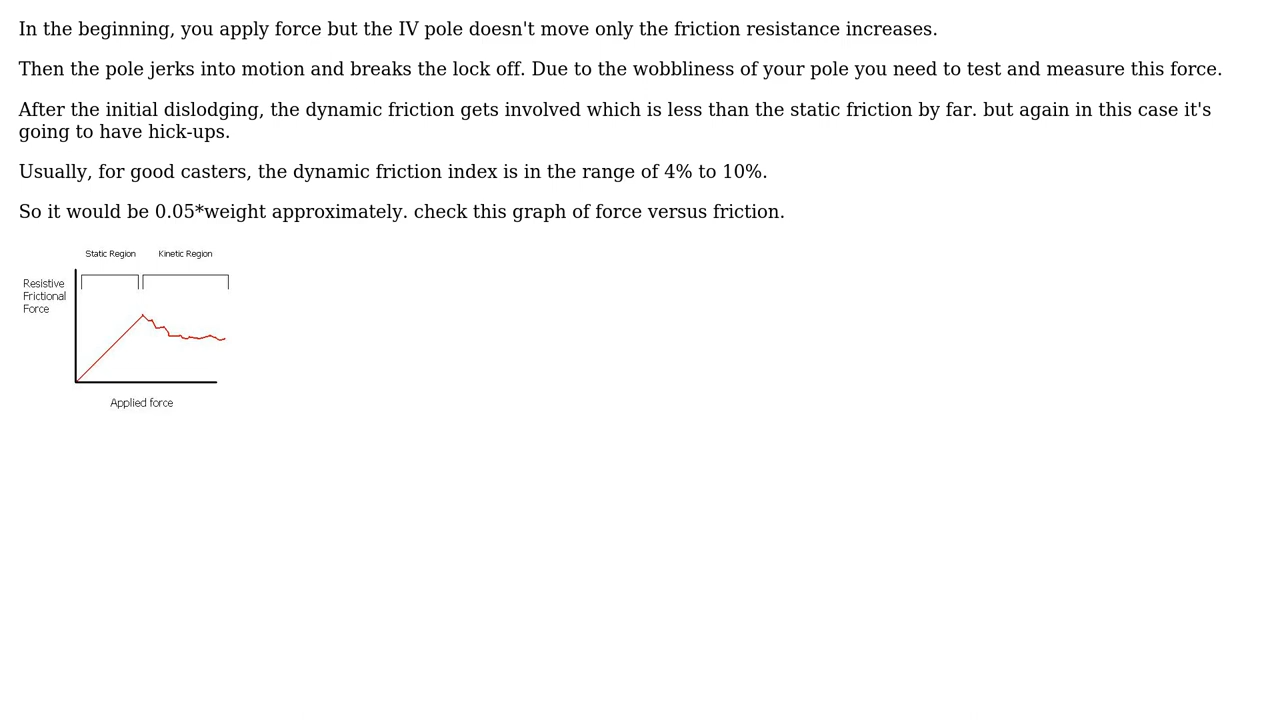 In the beginning, you apply force but the IV pole doesn't move only the friction resistance increases.
Then the pole jerks into motion and breaks the lock off. Due to the wobbliness of your pole you need to test and measure this force.
After the initial dislodging, the dynamic friction gets involved which is less than the static friction by far. but again in this case it's
going to have hick-ups.
Usually, for good casters, the dynamic friction index is in the range of 4% to 10%.
So it would be 0.05*weight approximately. check this graph of force versus friction.
Static Region
Kinetic Region
Resistive
Frictional
Force
Applied force